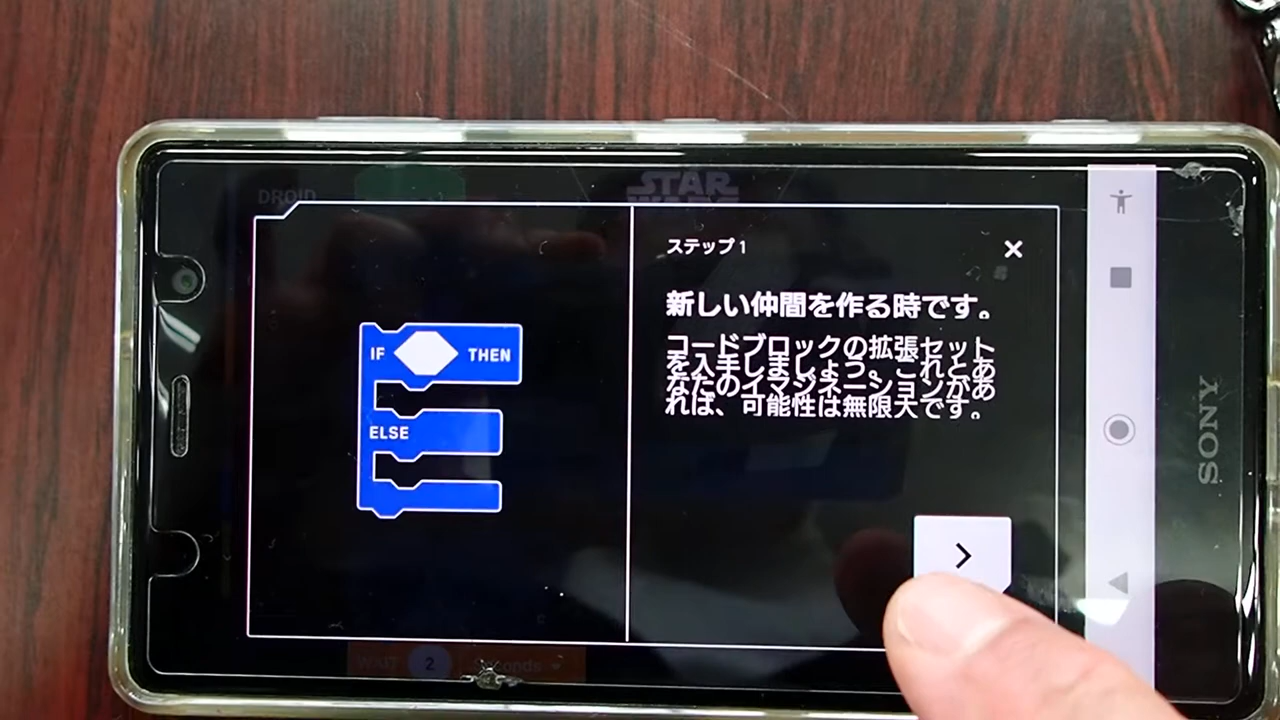 DROID
STAR
WARS
ステップ 1
新しい仲間を作る時です。
コードブロックの拡張セット
を入手しましょう。これとあ
なたのイマジネーションがあ
れば、可能性は無限大です。
IF THEN
ELSE
WAIT 2 Seconds
SONY